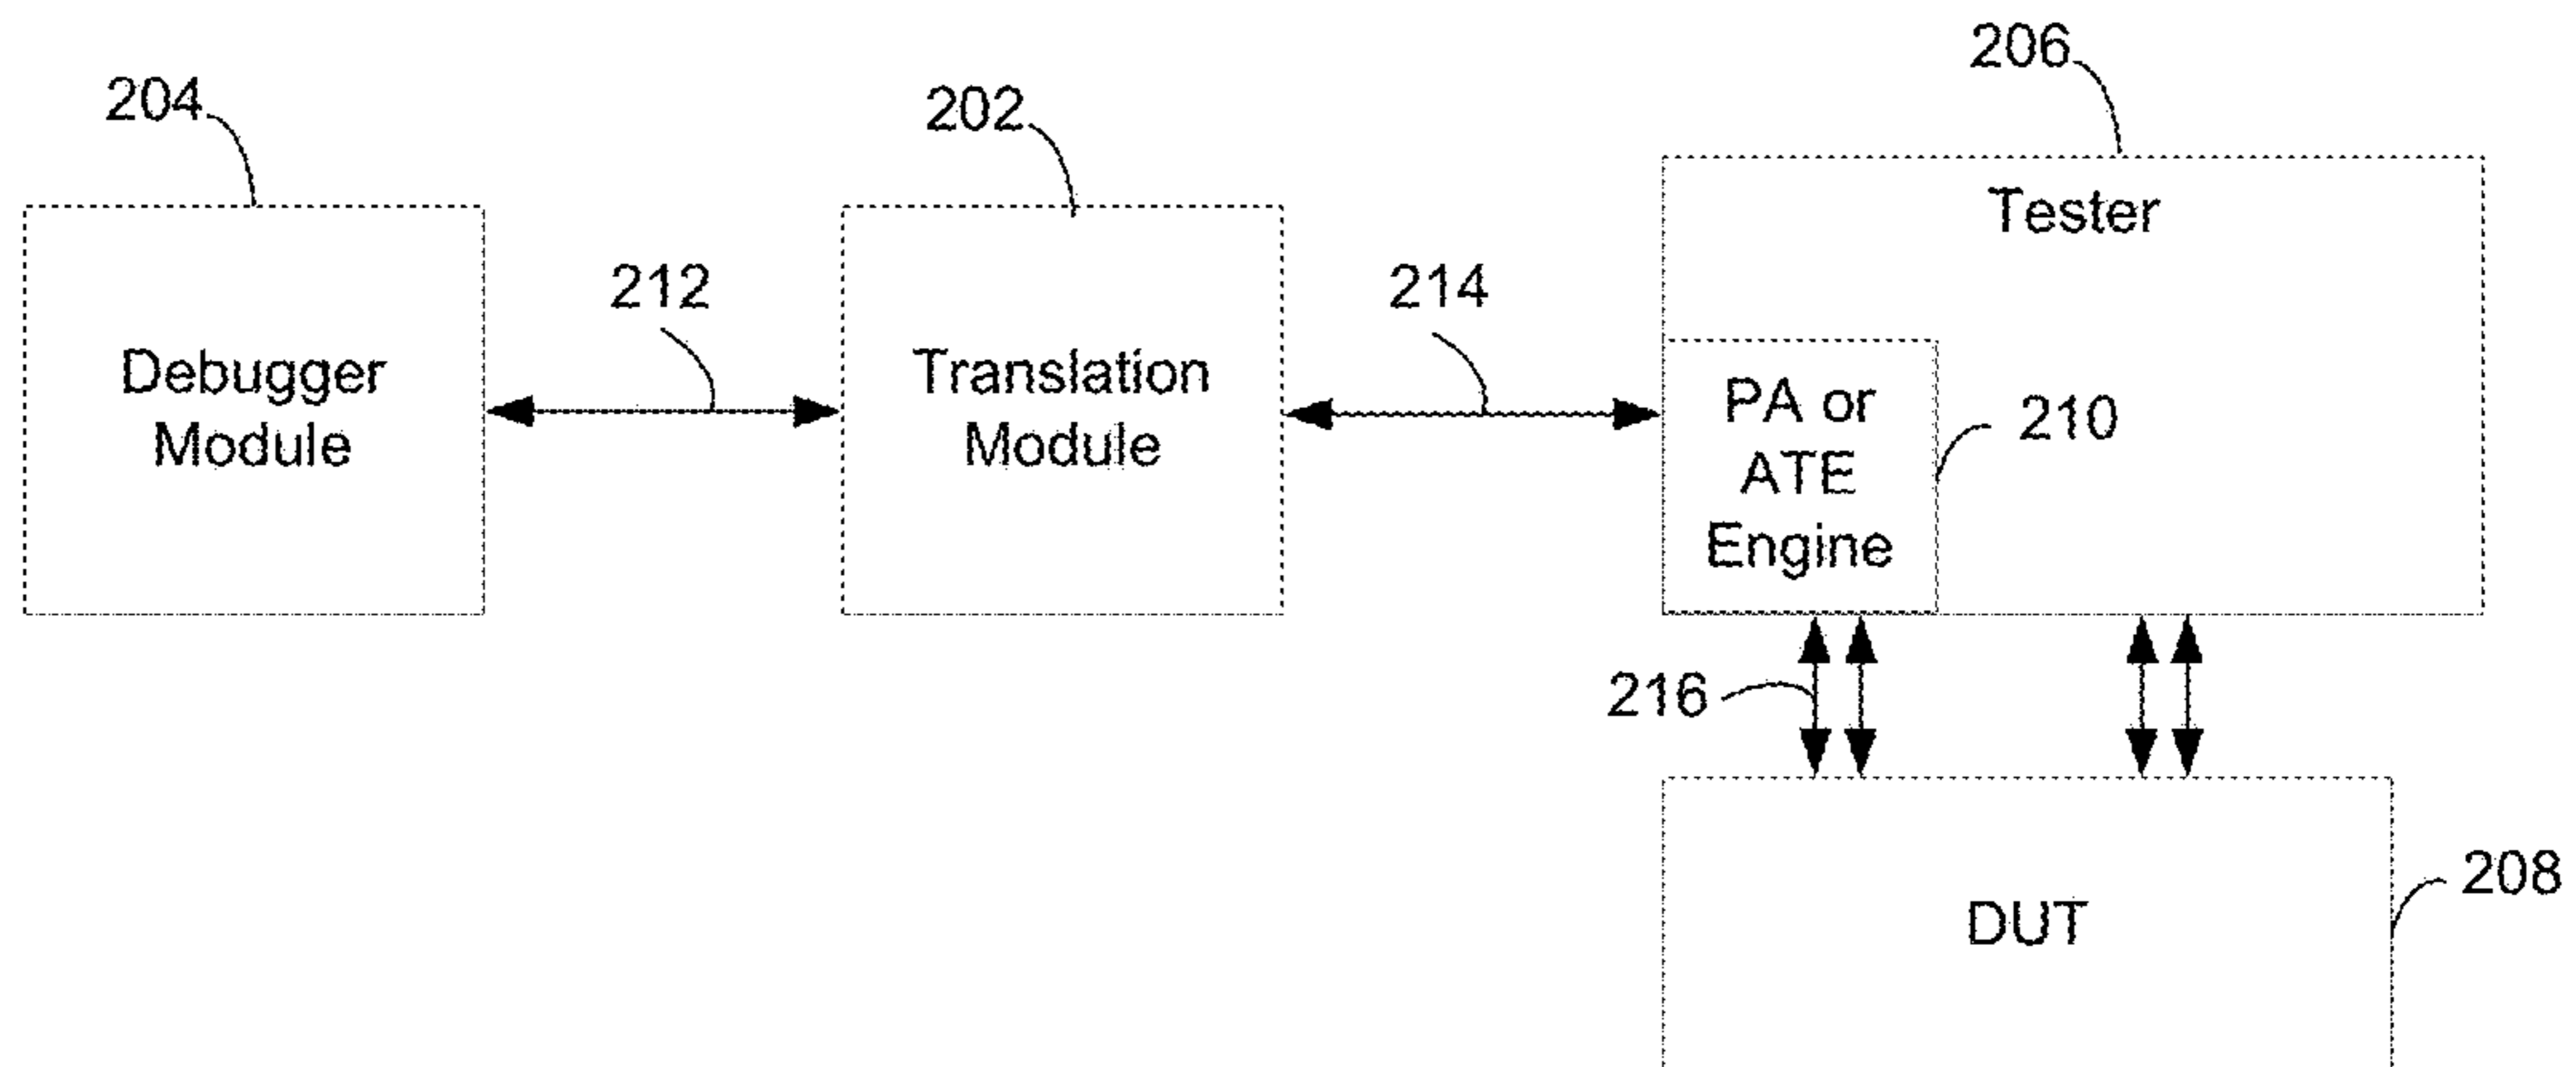 206
204
202
Tester
212
214
Debugger
Module
Translation
Module
PA or
ATE
Engine
210
216
208
DUT